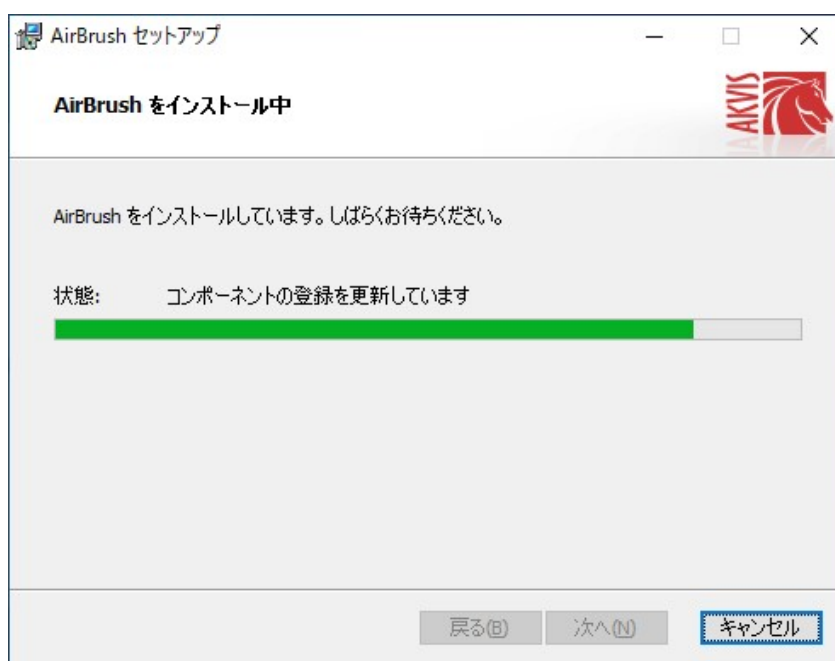 AirBrush セットアップ
AirBrush をインストール中
AKVIS
AirBrush をインストールしています。しばらくお待ちください。
状態: コンポーネントの登録を更新しています
戻る(B) 次へ(N) キャンセル